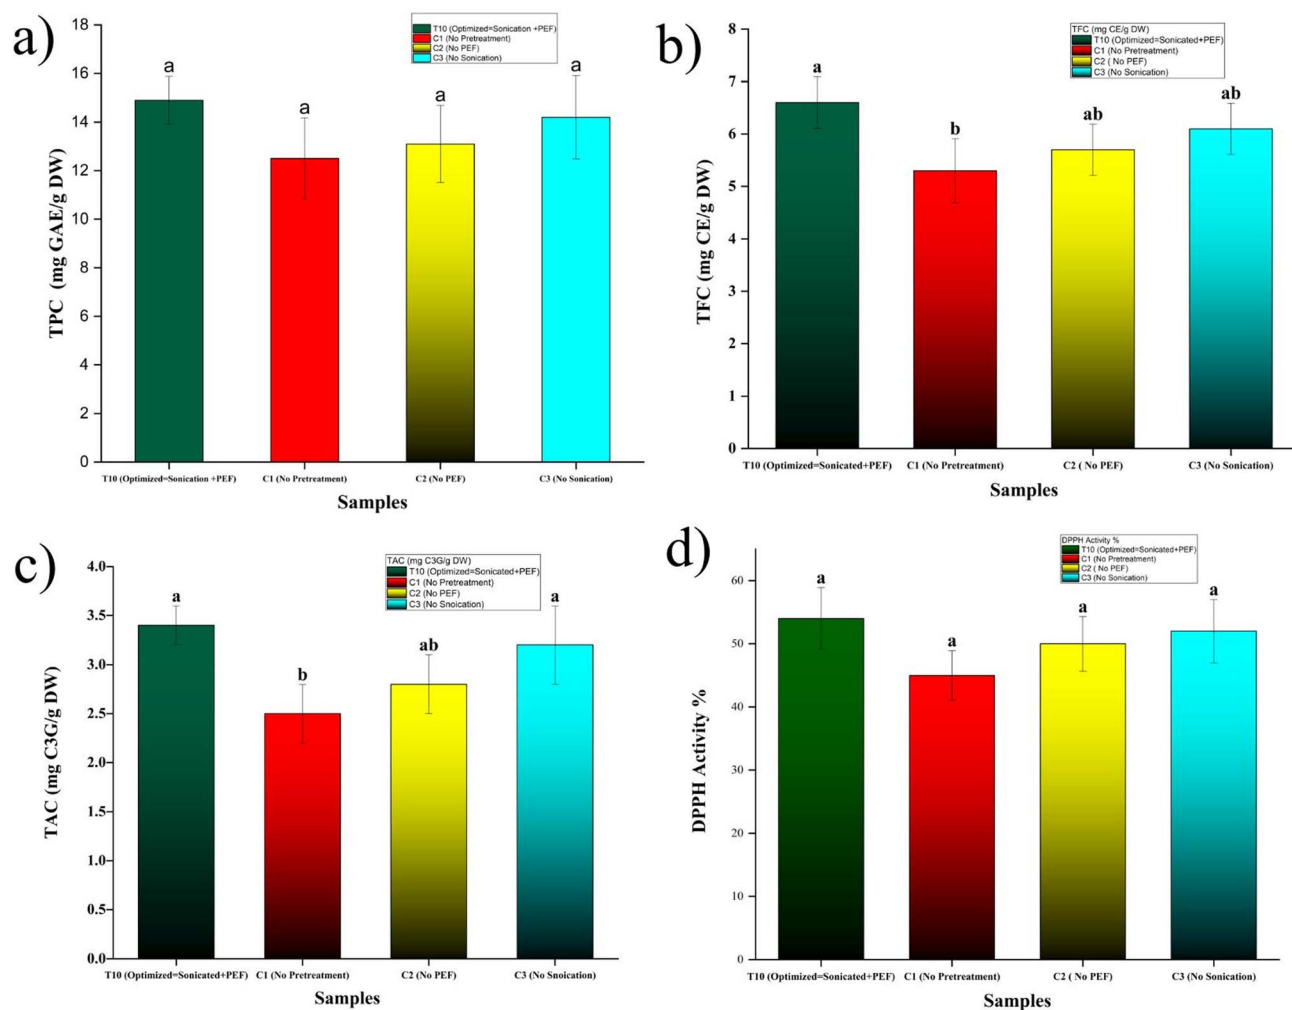 a)
TPC (mg GAE/g DW)
18
16
14
12
10
8
6
4
2
0
T10 (Optimized=Sonication +PEF)
C1 (No Pretreatment)
C2 (No PEF)
C3 (No Sonication)
a
a
a
a
T10 (Optimized=Sonication +PEF)
C1 (No Pretreatment)
C2 (No PEF)
C3 (No Sonication)
Samples
b)
TFC (mg CE/g DW)
8
7
6
5
4
3
2
1
0
TFC (mg CE/g DW)
T10 (Optimized=Sonicated+PEF)
C1 (No Pretreatment)
C2 ( No PEF)
C3 (No Sonication)
a
b
ab
ab
T10 (Optimized=Sonicated+PEF)
C1 (No Pretreatment)
C2 ( No PEF)
C3 (No Sonication)
Samples
c)
TAC (mg C3G/g DW)
4.0
3.5
3.0
2.5
2.0
1.5
1.0
0.5
0.0
TAC (mg C3G/g DW)
T10 (Optimized=Sonicated+PEF)
C1 (No Pretreatment)
C2 (No PEF)
C3 (No Snoication)
a
b
ab
a
T10 (Optimized=Sonicated+PEF)
C1 (No Pretreatment)
C2 (No PEF)
C3 (No Snoication)
Samples
d)
DPPH Activity %
60
50
40
30
20
10
0
DPPH Activity %
T10 (Optimized=Sonicated+PEF)
C1 (No Pretreatment)
C2 ( No PEF)
C3 (No Sonication)
a
a
a
a
T10 (Optimized=Sonicated+PEF)
C1 (No Pretreatment)
C2 ( No PEF)
C3 (No Sonication)
Samples